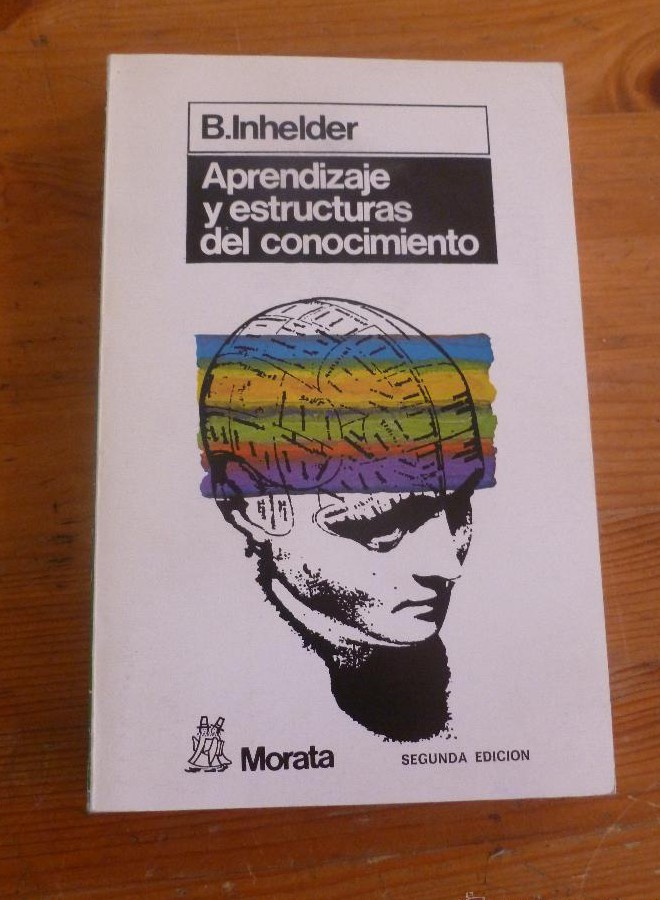 B.Inhelder
Aprendizaje
y estructuras
del conocimiento
Morata
SEGUNDA EDICION